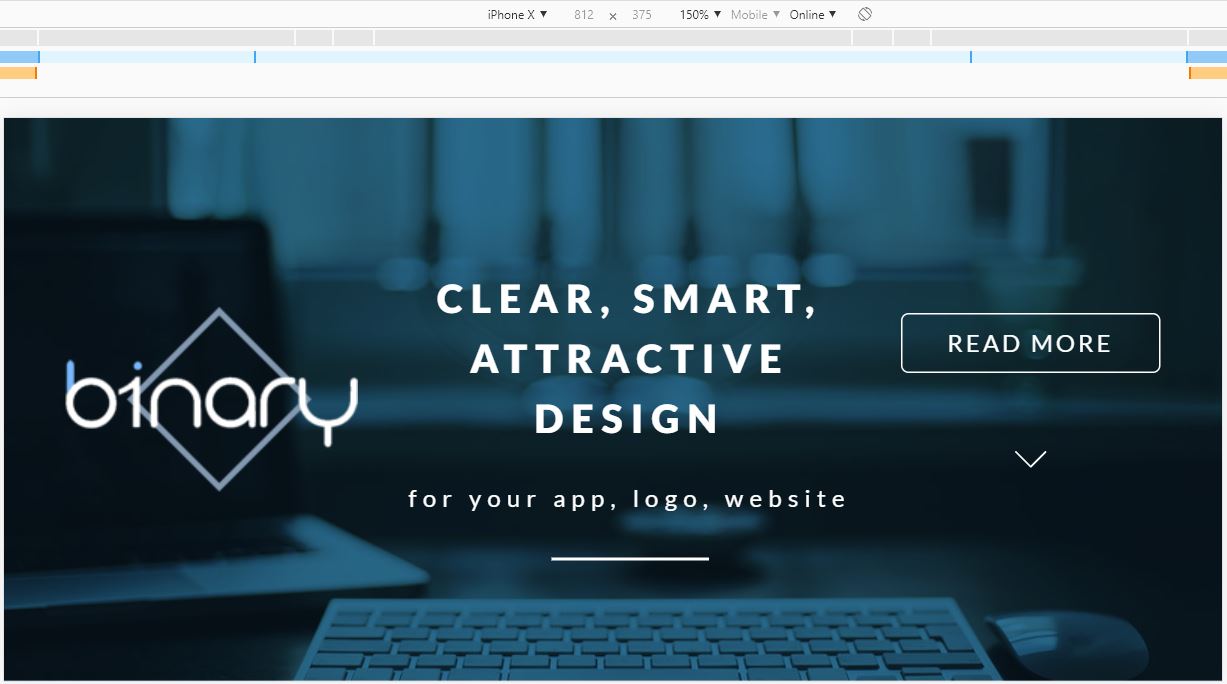 iPhone X ▼ 812 × 375 150% ▼ Mobile ▼ Online ▼
CLEAR, SMART,
ATTRACTIVE
DESIGN
for your app, logo, website
binary
READ MORE